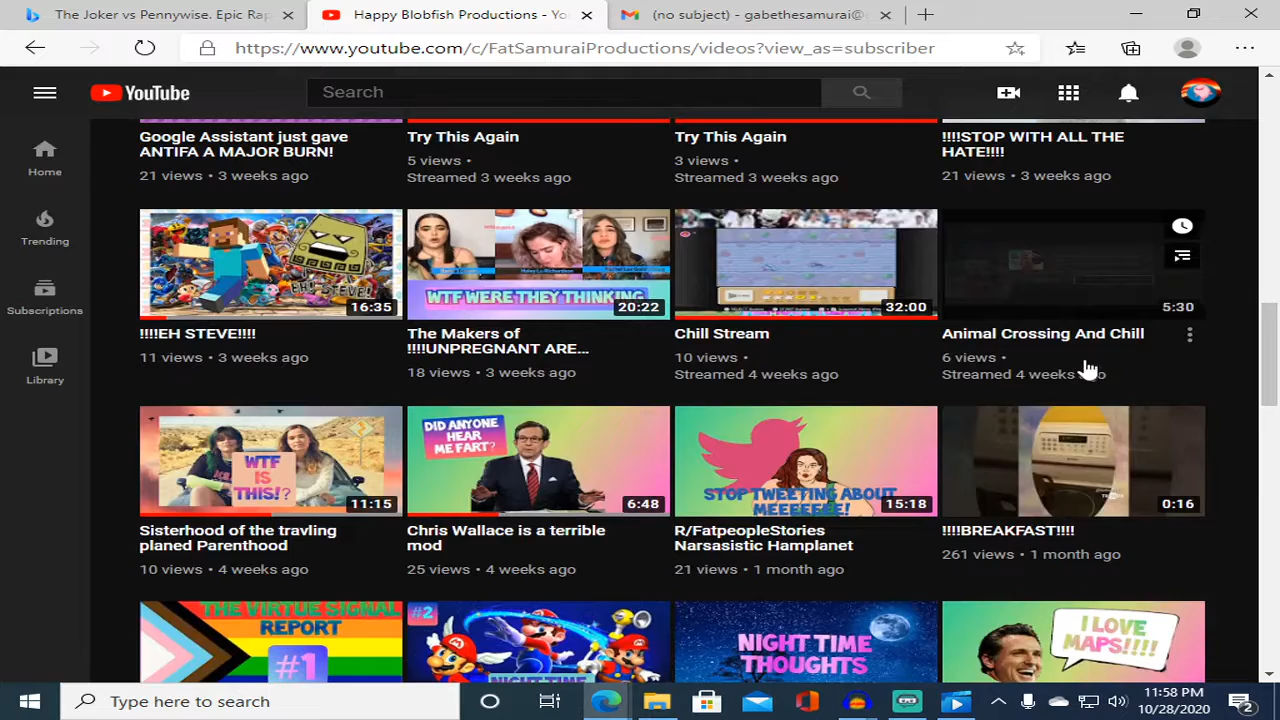 The Joker vs Pennywise. Epic Rap
Happy Blobfish Productions - Yo
(no subject) - gabethesamurai@
https://www.youtube.com/c/FatSamuraiProductions/videos?view_as=subscriber
YouTube
Search
Home
Trending
Subscriptions
Library
Google Assistant just gave
ANTIFA A MAJOR BURN!
21 views • 3 weeks ago
Try This Again
5 views •
Streamed 3 weeks ago
Try This Again
3 views •
Streamed 3 weeks ago
!!!!STOP WITH ALL THE
HATE!!!!
21 views • 3 weeks ago
EH! STEVE!
16:35
!!!!EH STEVE!!!!
11 views • 3 weeks ago
WTF WERE THEY THINKING
20:22
The Makers of
!!!!UNPREGNANT ARE...
18 views • 3 weeks ago
32:00
Chill Stream
10 views •
Streamed 4 weeks ago
5:30
Animal Crossing And Chill
6 views •
Streamed 4 weeks ago
WTF
IS
THIS!?
11:15
Sisterhood of the travling
planed Parenthood
10 views • 4 weeks ago
DID ANYONE
HEAR
ME FART?
6:48
Chris Wallace is a terrible
mod
25 views • 4 weeks ago
STOP TWEETING ABOUT
MEEEEEEE!
15:18
R/FatpeopleStories
Narsasistic Hamplanet
21 views • 1 month ago
0:16
!!!!BREAKFAST!!!!
261 views • 1 month ago
THE VIRTUE SIGNAL
REPORT
#1
#2
NIGHT TIME
NIGHT TIME
THOUGHTS
I LOVE
MAPS!!!!
Type here to search
11:58 PM
10/28/2020
2